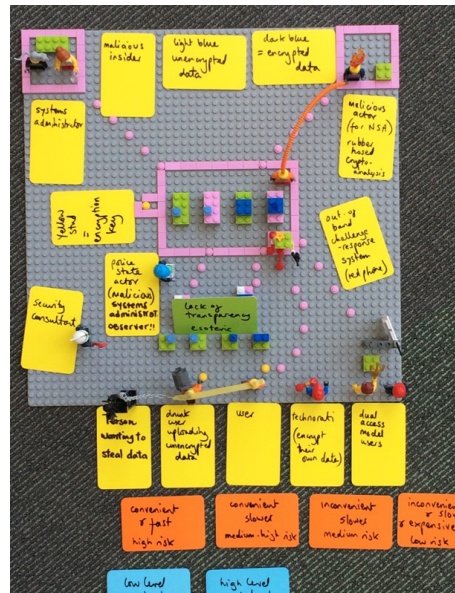 malicious
insider
light blue
unencrypted
data
dark blue
= encrypted
data
systems
administrator
malicious
actor
(for NSA)
rubber
hosed
crypto-
analysis
yellow
stud
=
encryption
key
out-of
band
challenge
-response
system
(red phone)
police
state
actor
(malicious)
systems
administrat
observer!!
lack of
transparency
esoteric
security
consultant
Person
wanting to
steal data
drunk
user
uploading
unencrypted
data
user
technorati
(encrypt
their
own data)
dual
access
model
users
convenient
& fast
high risk
convenient
slower
medium-high risk
inconvenient
slower
medium risk
inconvenie
& slow
& expensive
low risk
low level
high level